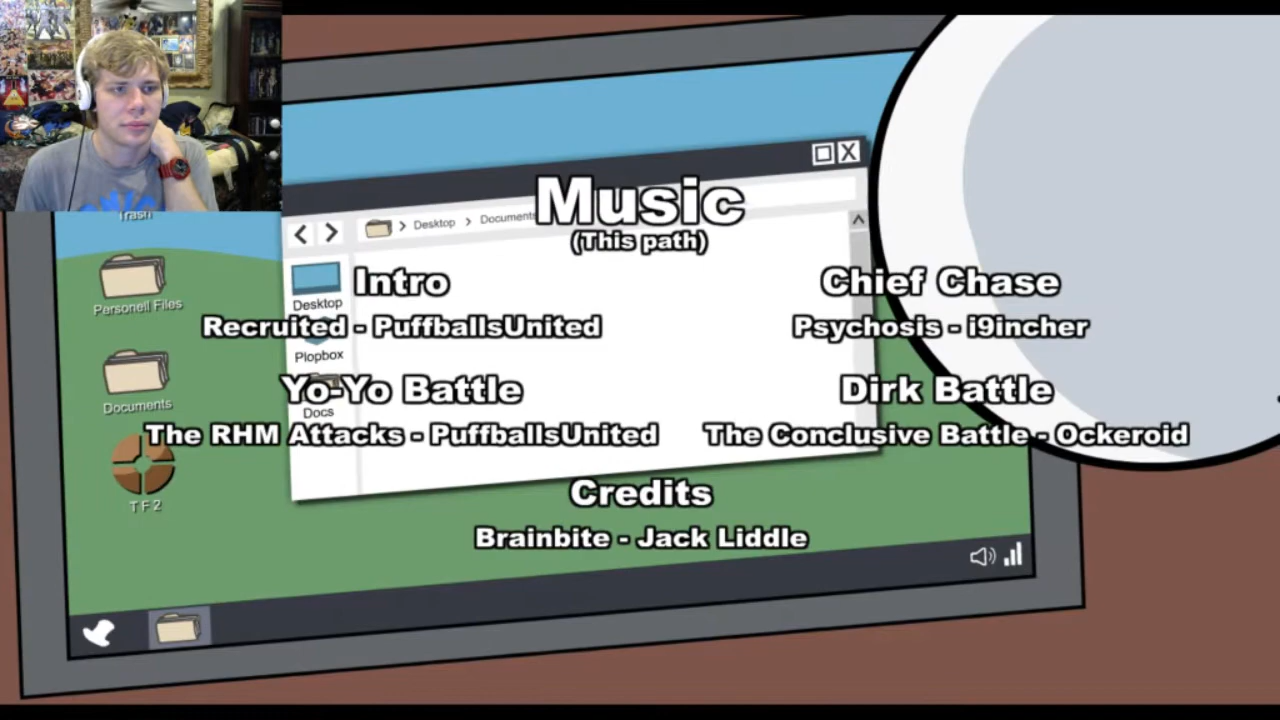 Music
(This path)
Intro
Recruited - PuffballsUnited
Chief Chase
Psychosis - i9incher
Yo-Yo Battle
The RHM Attacks - PuffballsUnited
Dirk Battle
The Conclusive Battle - Ockeroid
Credits
Brainbite - Jack Liddle
Trash
Personell Files
Documents
TF2
Desktop
Documents
Desktop
Plopbox
Docs
X